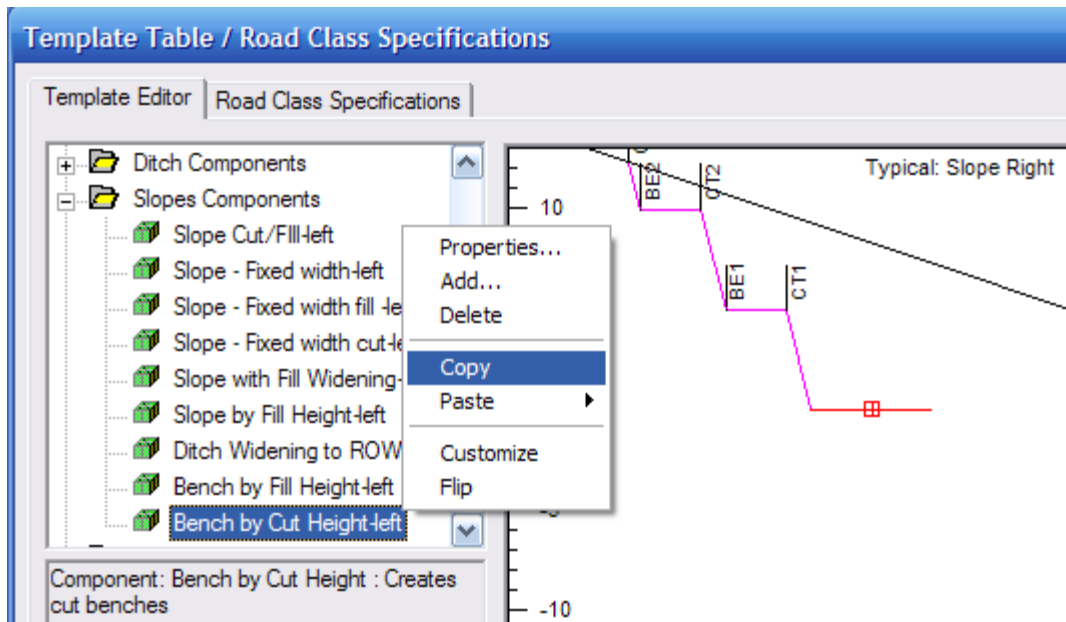 Template Table / Road Class Specifications
Template Editor
Road Class Specifications
Ditch Components
Slopes Components
Slope Cut/FIll-left
Slope - Fixed width-left
Slope - Fixed width fill -le
Slope - Fixed width cut-le
Slope with Fill Widening-
Slope by Fill Height-left
Ditch Widening to ROW
Bench by Fill Height-left
Bench by Cut Height-left
Component: Bench by Cut Height : Creates
cut benches
Properties...
Add...
Delete
Copy
Paste
Customize
Flip
Typical: Slope Right
10
BE2
CT2
BE1
CT1
-10